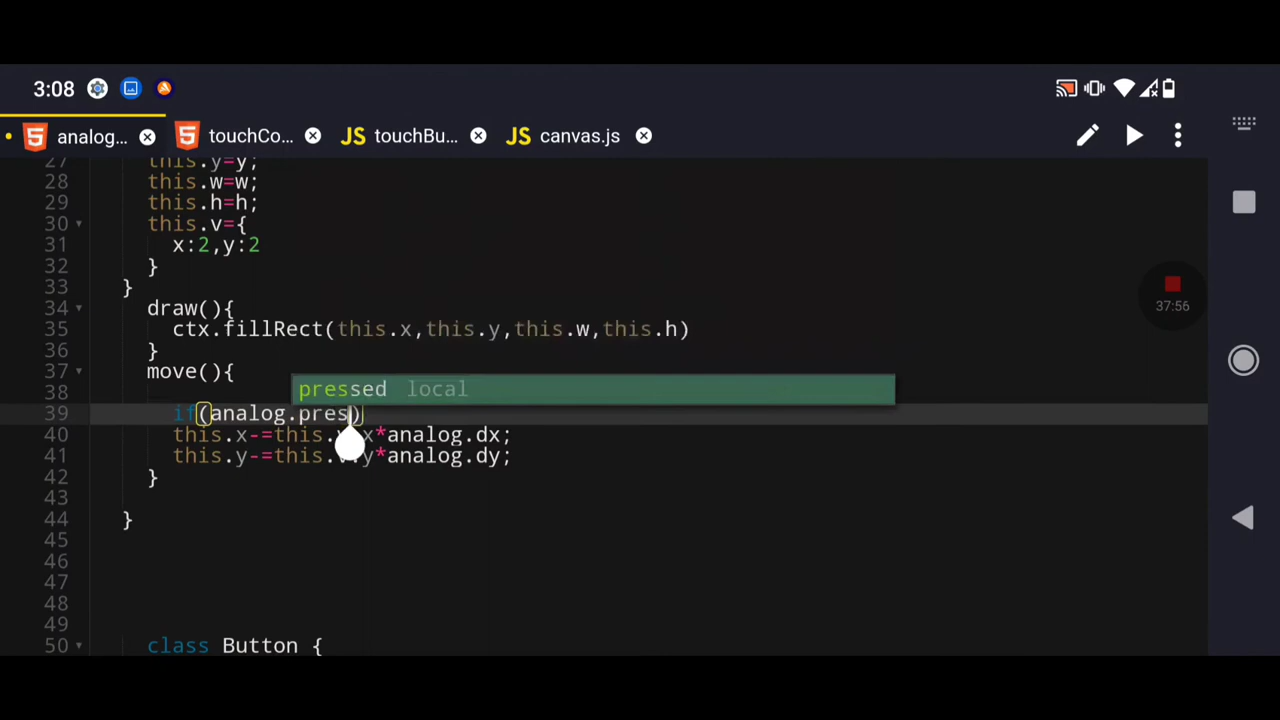 3:08
analog... touchCo... JS touchBu... JS canvas.js
27 this.y=y;
28 this.w=w;
29 this.h=h;
30 this.v={
31 x:2,y:2
32 }
33 }
34 draw(){
35 ctx.fillRect(this.x,this.y,this.w,this.h)
36 }
37 move(){
38
pressed local
39 if(analog.pres)
40 this.x-=this.v.x*analog.dx;
41 this.y-=this.v.y*analog.dy;
42 }
43
44 }
45
46
47
48
49
50 class Button {
37:56